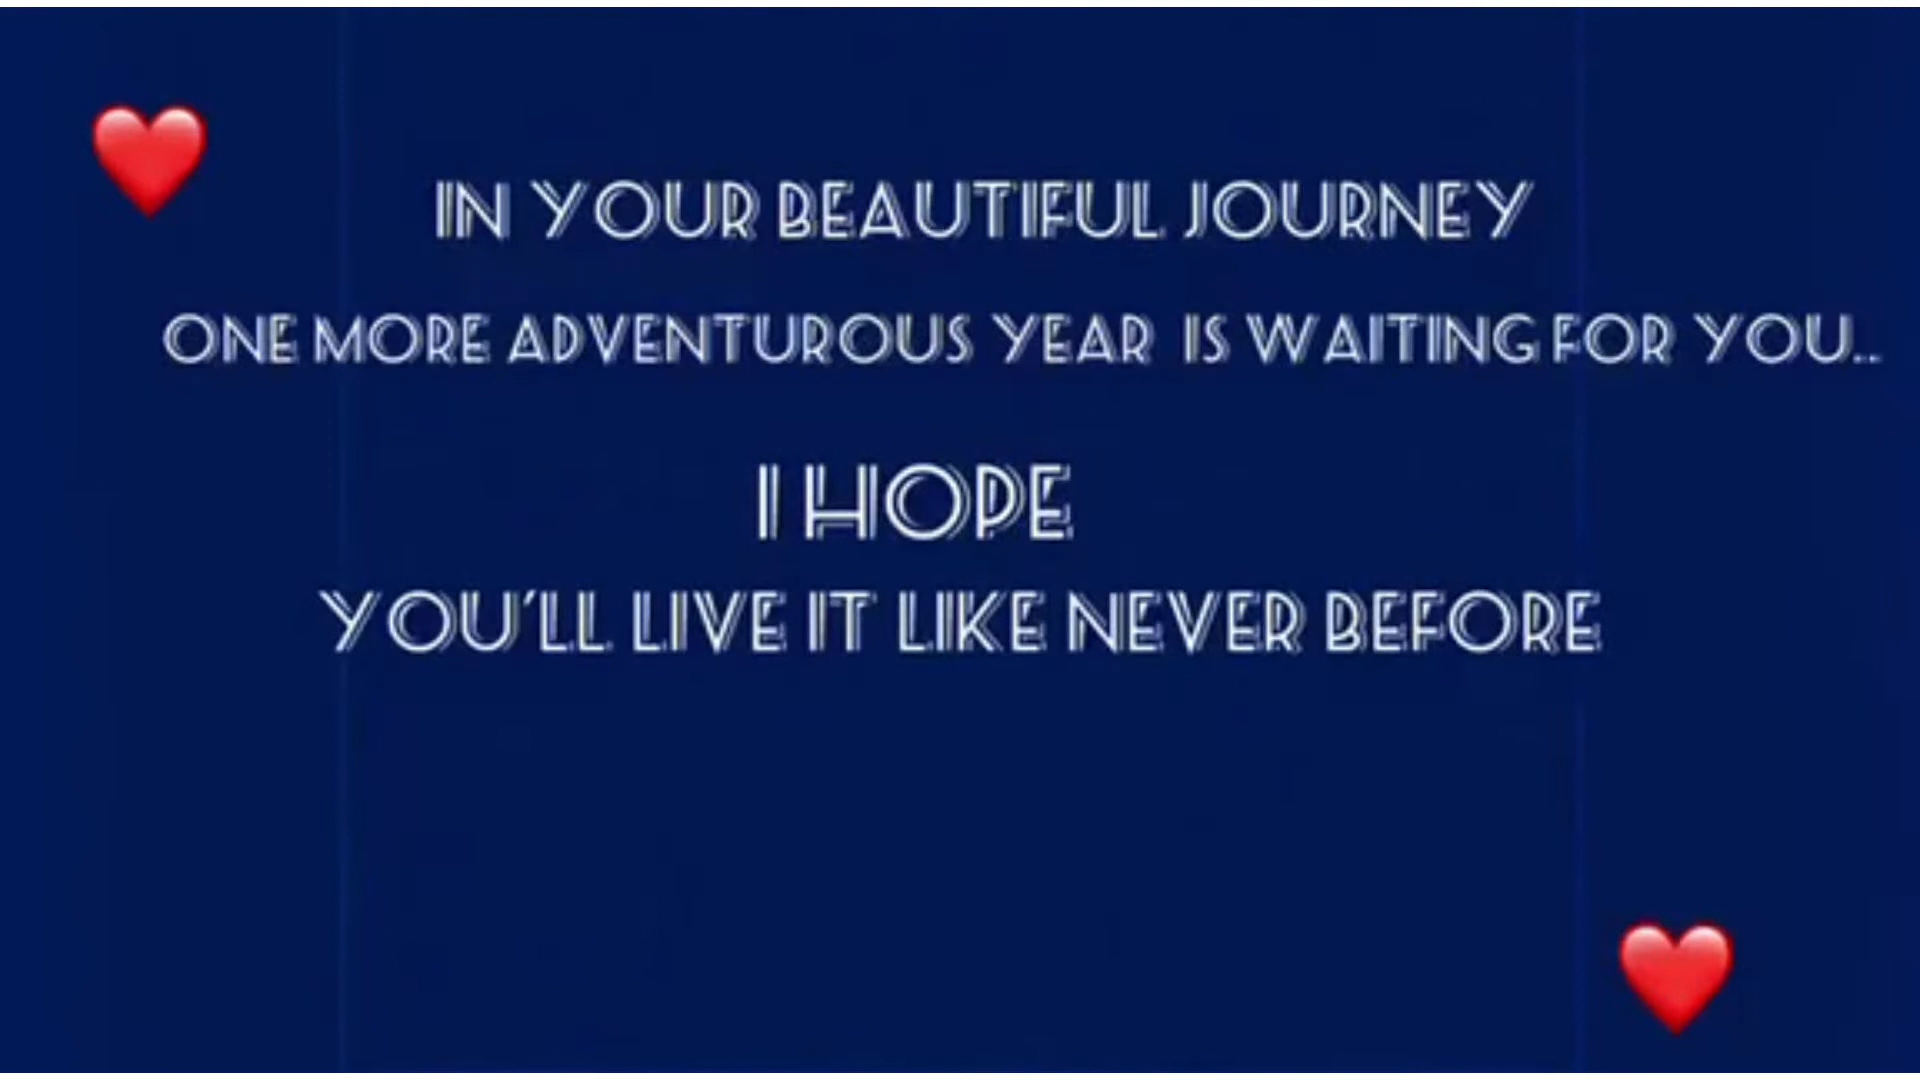 IN YOUR BEAUTIFUL JOURNEY
ONE MORE ADVENTUROUS YEAR IS WAITING FOR YOU..
I HOPE
YOU'LL LIVE IT LIKE NEVER BEFORE